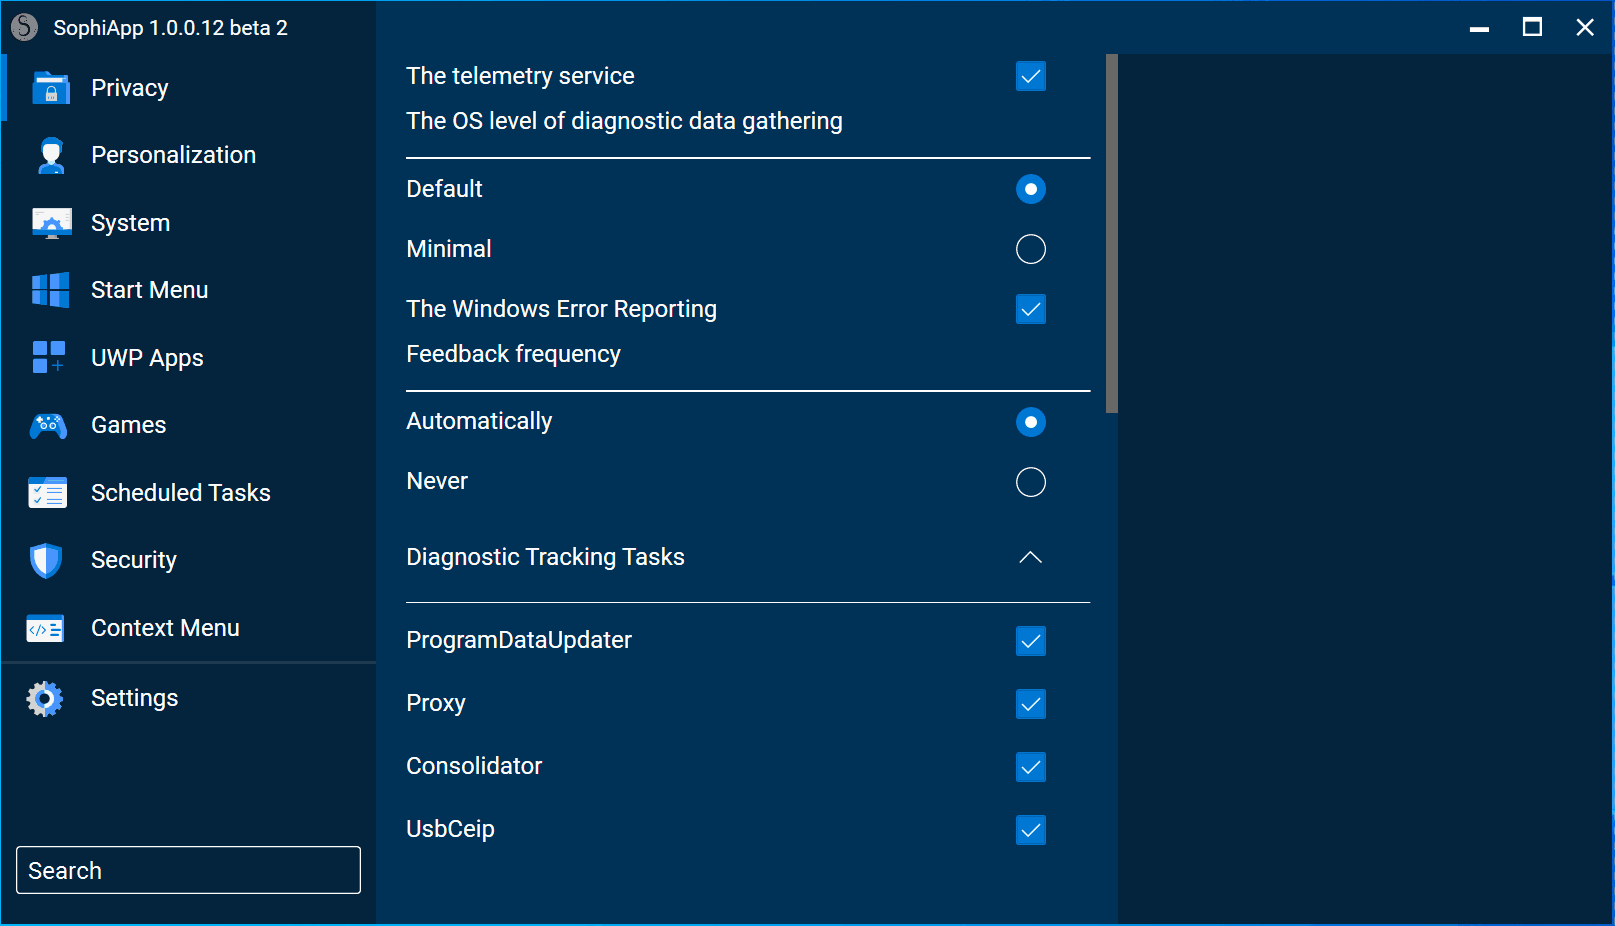 SophiApp 1.0.0.12 beta 2
Privacy
Personalization
System
Start Menu
UWP Apps
Games
Scheduled Tasks
Security
Context Menu
Settings
Search
The telemetry service
The OS level of diagnostic data gathering
Default
Minimal
The Windows Error Reporting
Feedback frequency
Automatically
Never
Diagnostic Tracking Tasks
ProgramDataUpdater
Proxy
Consolidator
UsbCeip